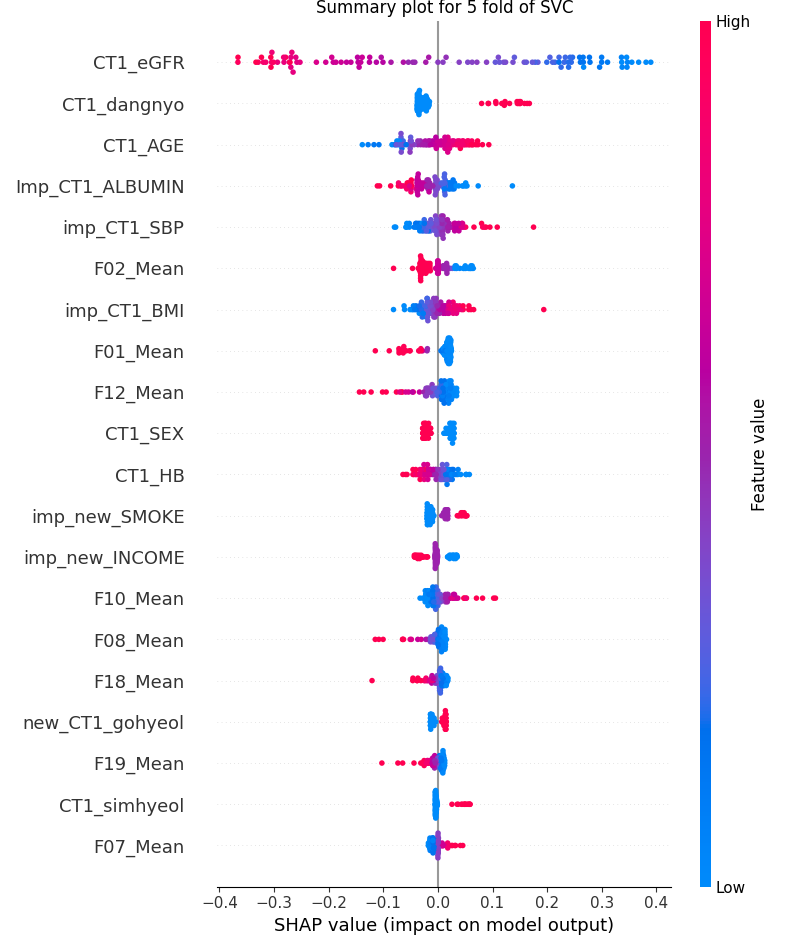 Summary plot for 5 fold of SVC
High
CT1_eGFR
CT1_dangnyo
CT1_AGE
Imp_CT1_ALBUMIN
imp_CT1_SBP
F02_Mean
imp_CT1_BMI
F01_Mean
F12_Mean
CT1_SEX
CT1_HB
imp_new_SMOKE
imp_new_INCOME
F10_Mean
F08_Mean
F18_Mean
new_CT1_gohyeol
F19_Mean
CT1_simhyeol
F07_Mean
Feature value
Low
−0.4 −0.3 −0.2 −0.1 0.0 0.1 0.2 0.3 0.4
SHAP value (impact on model output)